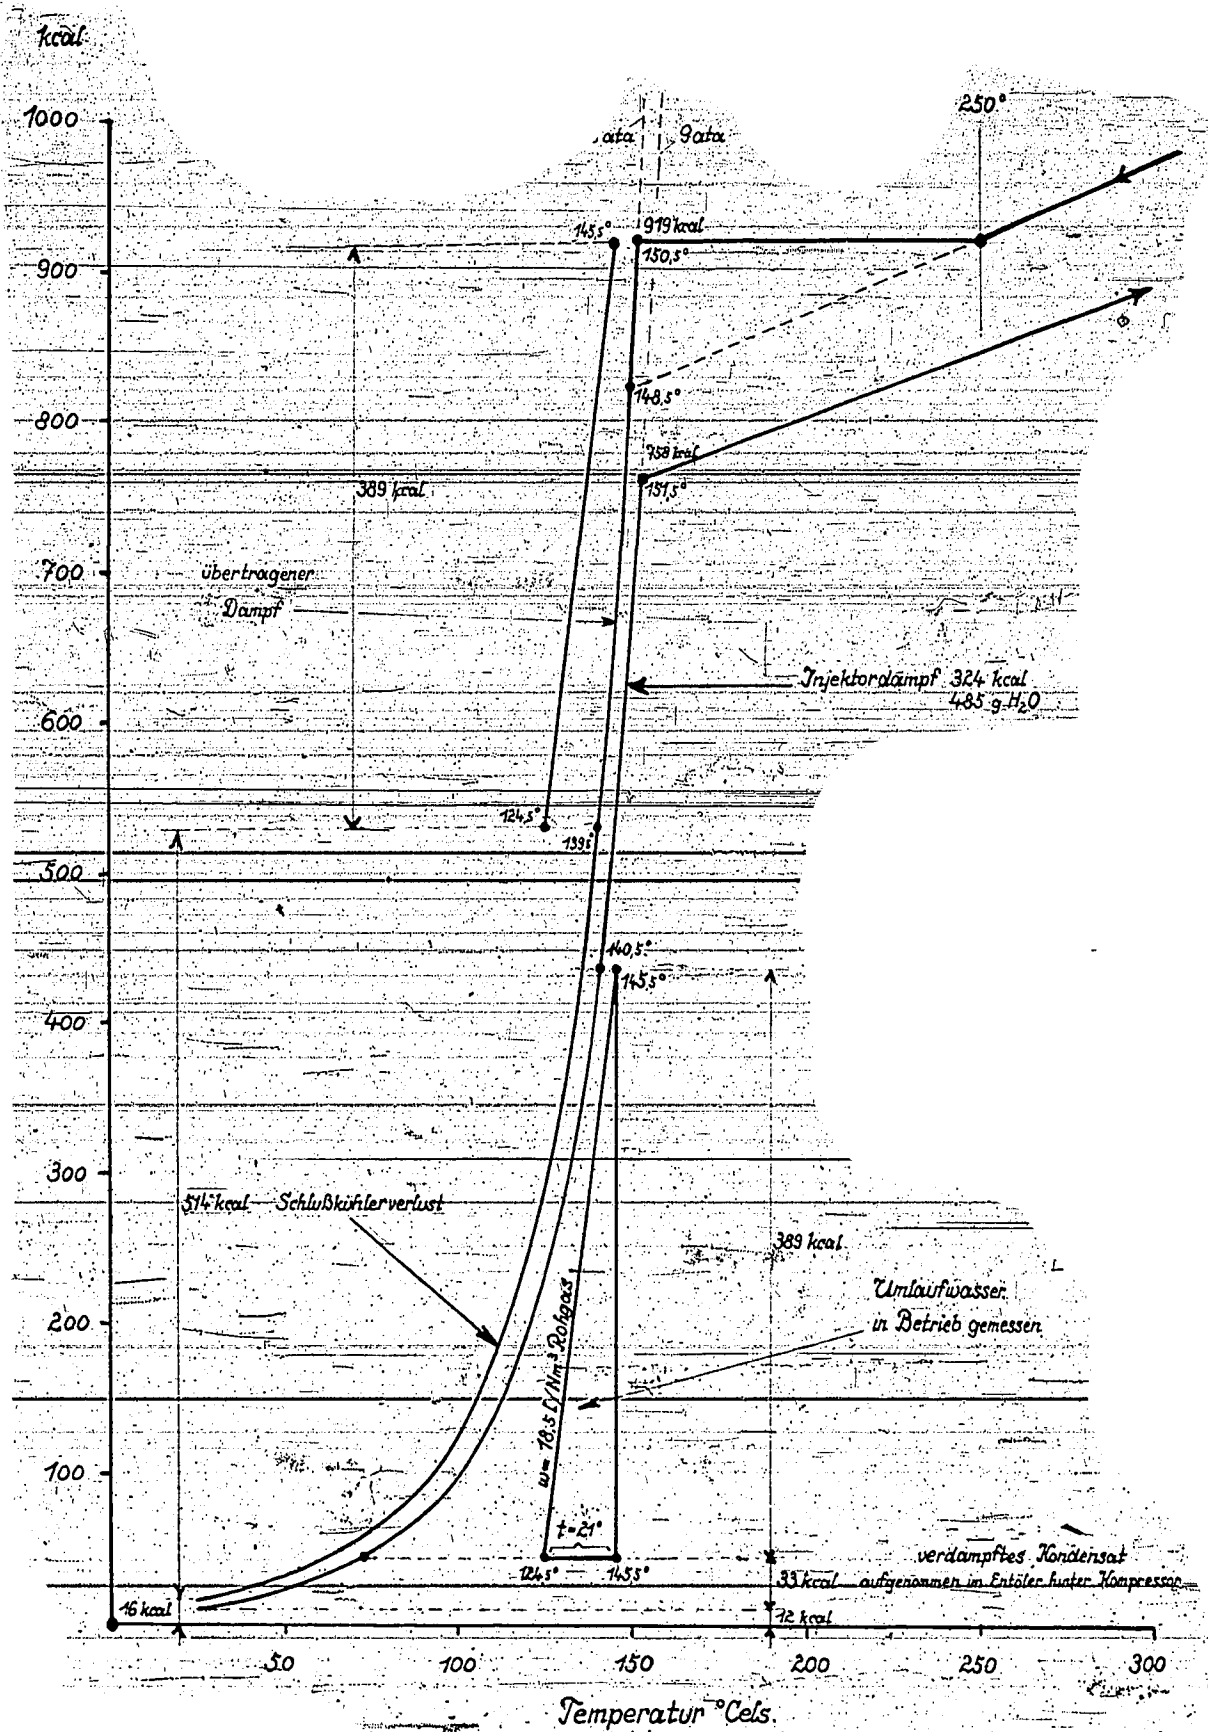 kcal
1000
250°
ata
9 ata
145,5°
919 kcal
150,5°
900
148,5°
800
758 kcal
151,5°
389 kcal
700
übertragener
Dampf
Injektordampf 324 kcal
485 g H₂O
600
124,5°
139,5°
500
140,5°
145,5°
400
300
514 kcal Schlußkühlerverlust
389 kcal
Umlaufwasser
in Betrieb gemessen
200
w = 18,5 l/Nm³ Rohgas
100
t=21°
124,5°
145,5°
verdampftes Kondensat
33 kcal aufgenommen im Entöler hinter Kompressor
16 kcal
12 kcal
50
100
150
200
250
300
Temperatur °Cels.